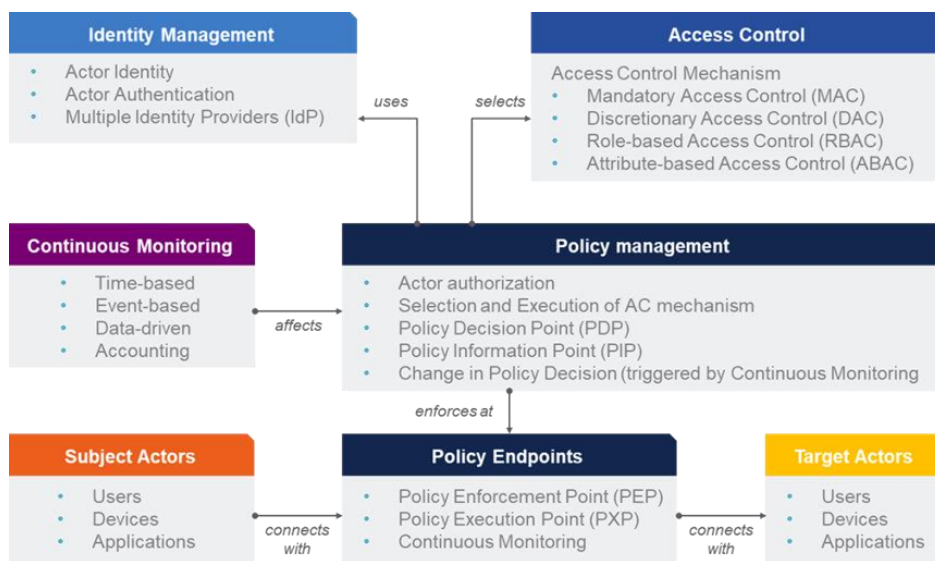 Identity Management
Actor Identity
Actor Authentication
Multiple Identity Providers (IdP)
uses
selects
Access Control
Access Control Mechanism
Mandatory Access Control (MAC)
Discretionary Access Control (DAC)
Role-based Access Control (RBAC)
Attribute-based Access Control (ABAC)
Continuous Monitoring
Time-based
Event-based
Data-driven
Accounting
affects
Policy management
Actor authorization
Selection and Execution of AC mechanism
Policy Decision Point (PDP)
Policy Information Point (PIP)
Change in Policy Decision (triggered by Continuous Monitoring
enforces at
Subject Actors
Users
Devices
Applications
connects
with
Policy Endpoints
Policy Enforcement Point (PEP)
Policy Execution Point (PXP)
Continuous Monitoring
connects
with
Target Actors
Users
Devices
Applications